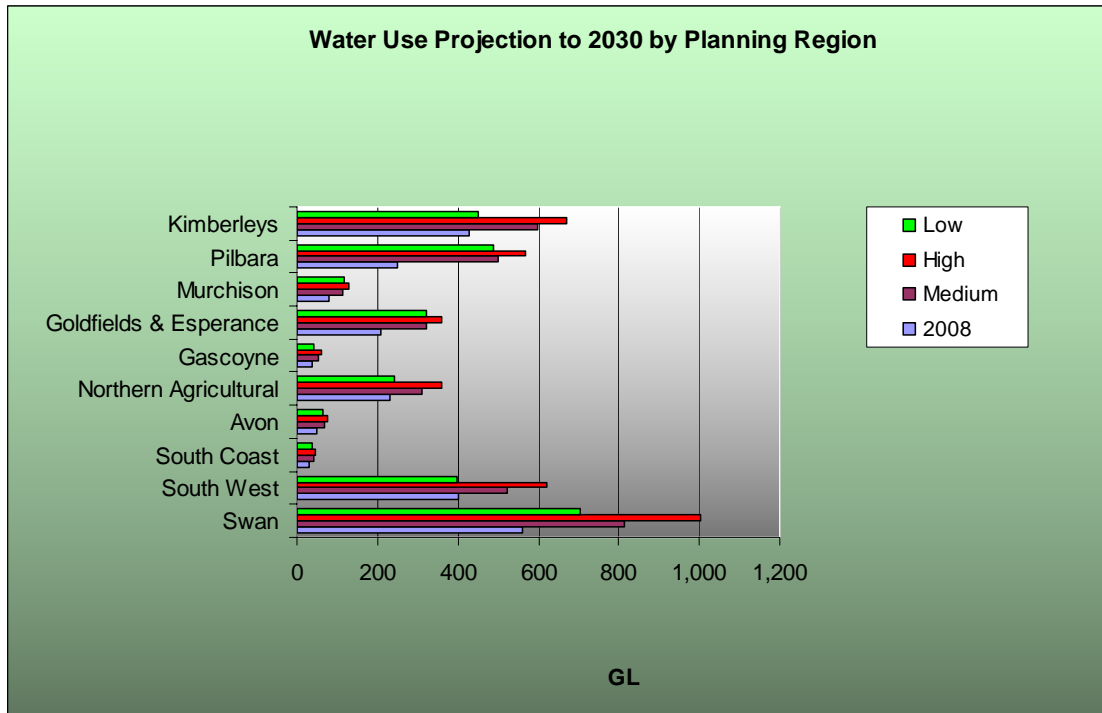 Water Use Projection to 2030 by Planning Region
Kimberleys
Pilbara
Murchison
Goldfields & Esperance
Gascoyne
Northern Agricultural
Avon
South Coast
South West
Swan
0 200 400 600 800 1,000 1,200
GL
Low
High
Medium
2008